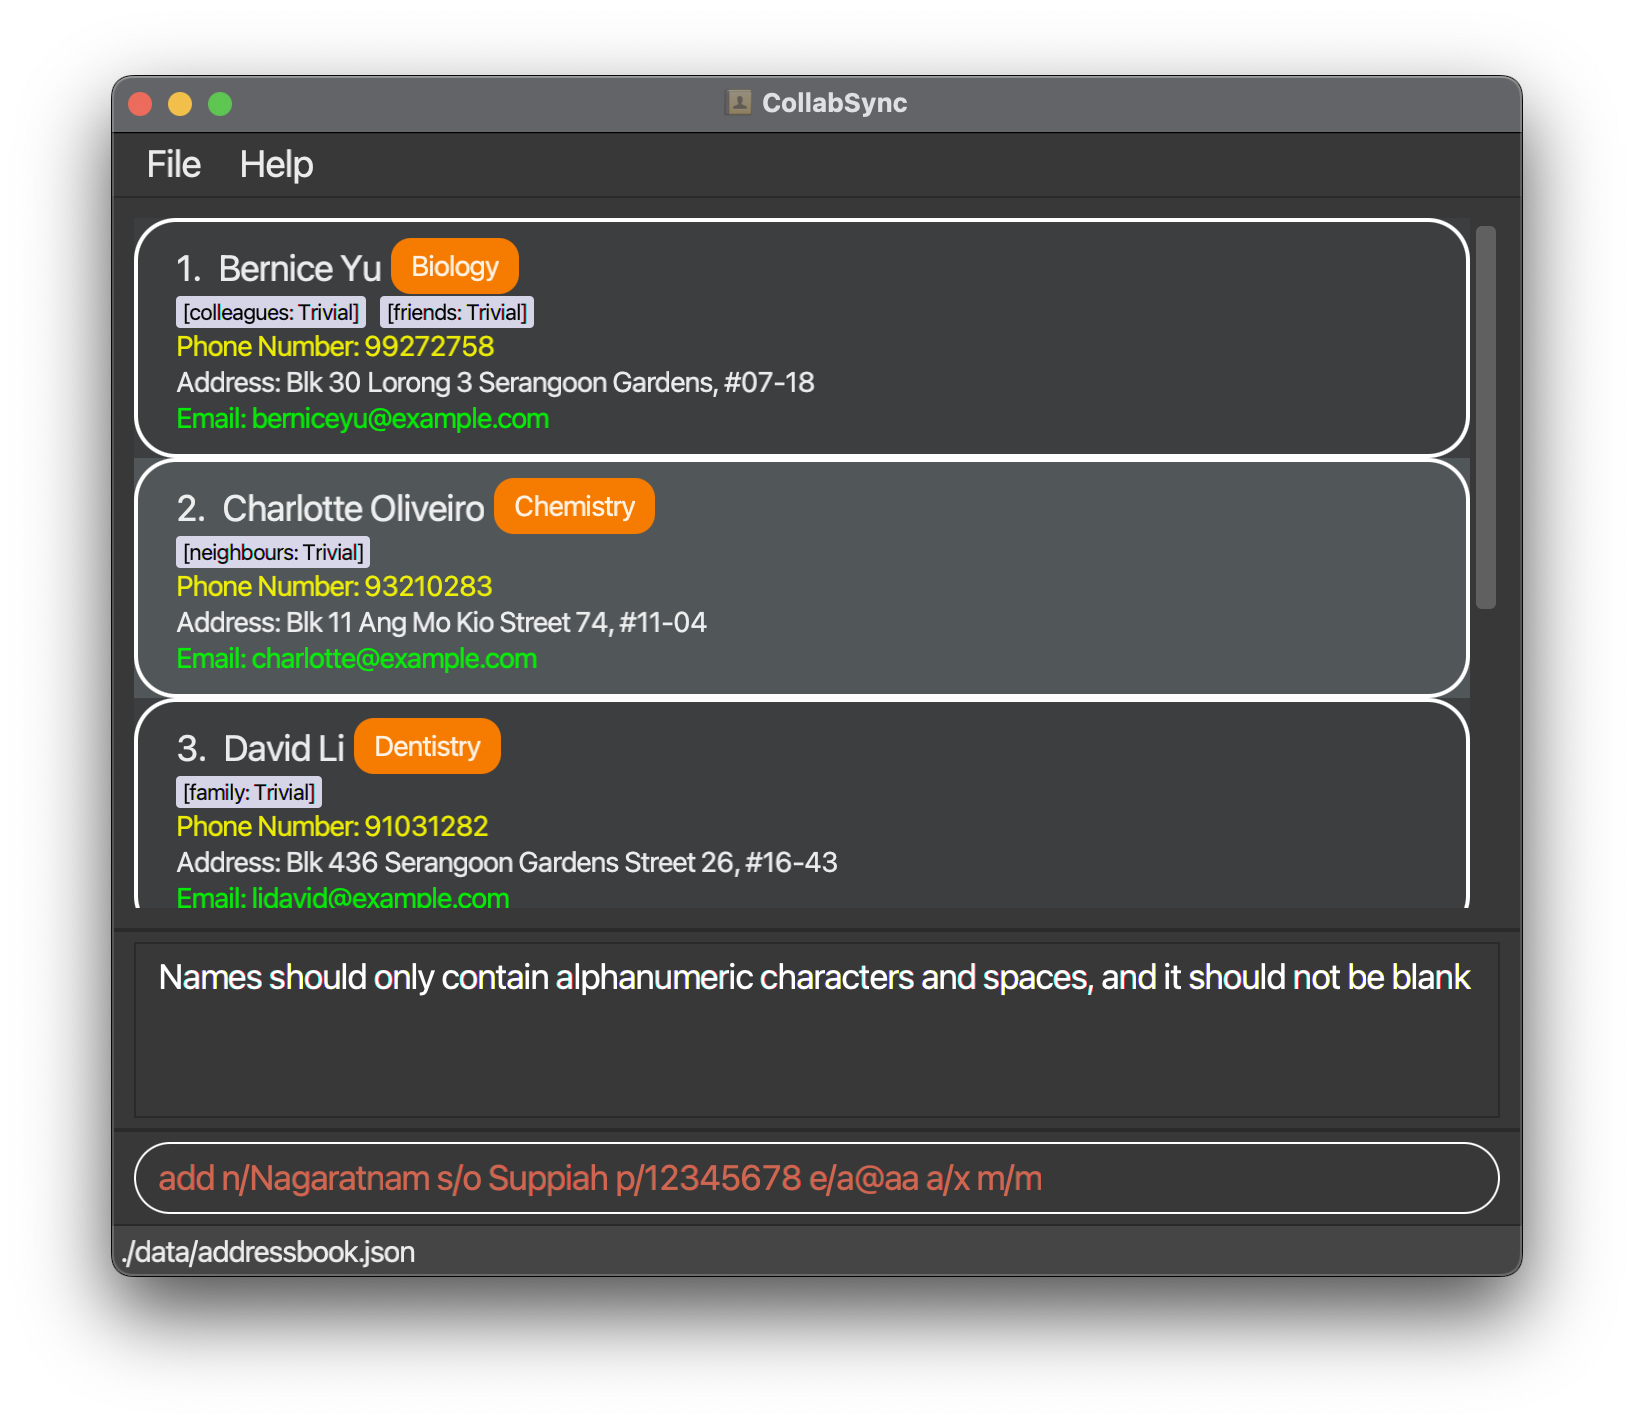 CollabSync
File Help
1. Bernice Yu Biology
[colleagues: Trivial] [friends: Trivial]
Phone Number: 99272758
Address: Blk 30 Lorong 3 Serangoon Gardens, #07-18
Email: berniceyu@example.com
2. Charlotte Oliveiro Chemistry
[neighbours: Trivial]
Phone Number: 93210283
Address: Blk 11 Ang Mo Kio Street 74, #11-04
Email: charlotte@example.com
3. David Li Dentistry
[family: Trivial]
Phone Number: 91031282
Address: Blk 436 Serangoon Gardens Street 26, #16-43
Email: lidavid@example.com
Names should only contain alphanumeric characters and spaces, and it should not be blank
add n/Nagaratnam s/o Suppiah p/12345678 e/a@aa a/x m/m
./data/addressbook.json